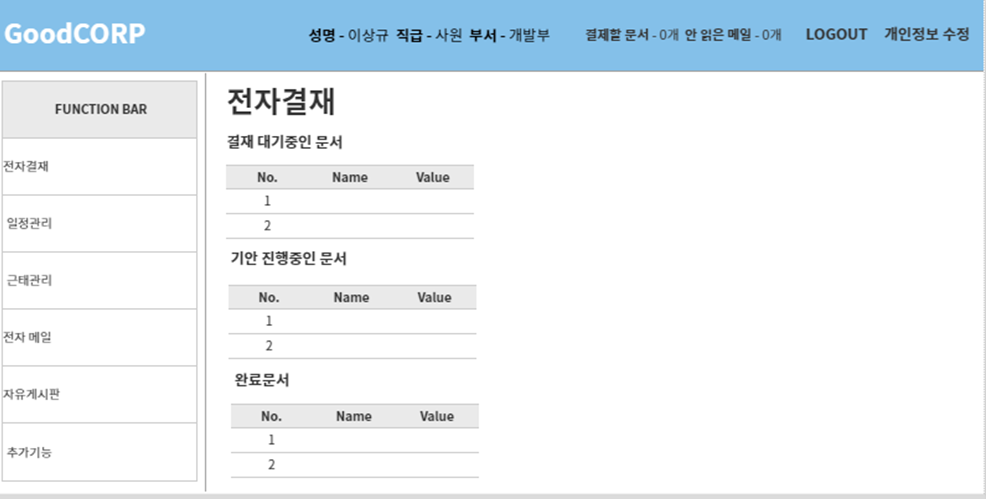 GoodCORP
성명 - 이상규 직급 - 사원 부서 - 개발부 결제할 문서 - 0개 안 읽은 메일 - 0개 LOGOUT 개인정보 수정
FUNCTION BAR
전자결재
일정관리
근태관리
전자 메일
자유게시판
추가기능
전자결재
결재 대기중인 문서
No. Name Value
1
2
기안 진행중인 문서
No. Name Value
1
2
완료문서
No. Name Value
1
2